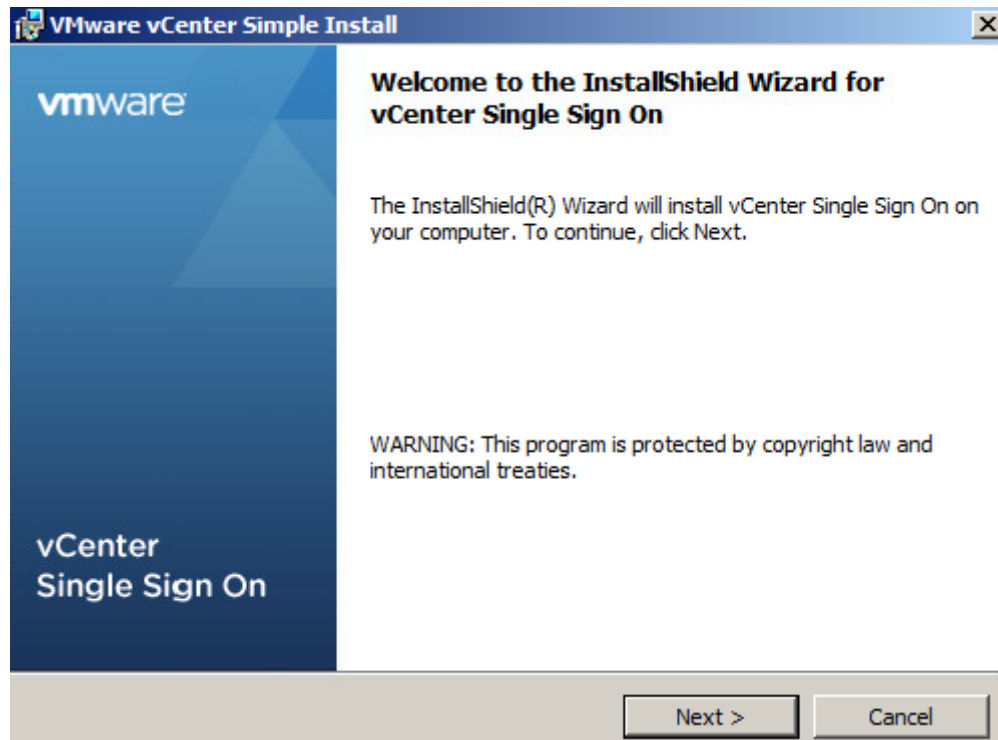 VMware vCenter Simple Install
vmware
Welcome to the InstallShield Wizard for
vCenter Single Sign On
The InstallShield(R) Wizard will install vCenter Single Sign On on
your computer. To continue, click Next.
WARNING: This program is protected by copyright law and
international treaties.
vCenter
Single Sign On
Next >
Cancel